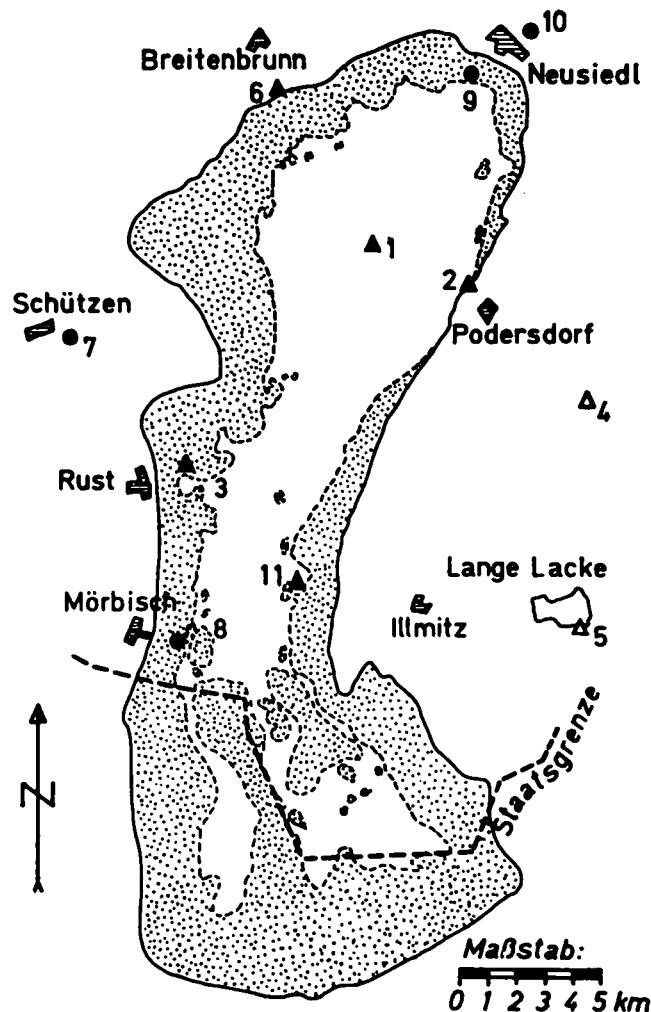 10
Breitenbrunn
Neusiedl
6
9
1
2
Schützen
7
Podersdorf
4
Rust
3
Lange Lacke
11
Mörbisch
Illmitz
8
5
Staatsgrenze
N
Maßstab:
0 1 2 3 4 5 km